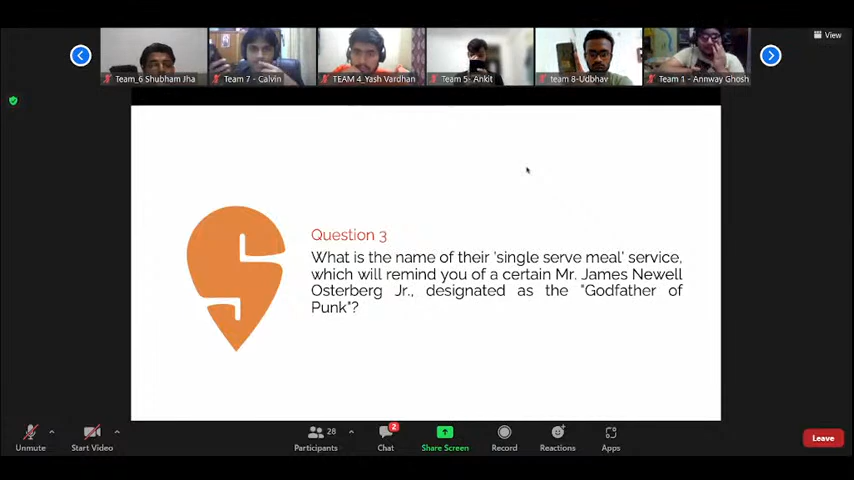 View
Team_6 Shubham Jha
Team 7 - Calvin
TEAM 4_Yash Vardhan
Team 5- Ankit
team 8-Udbhav
Team 1 - Annway Ghosh
Question 3
What is the name of their 'single serve meal' service,
which will remind you of a certain Mr. James Newell
Osterberg Jr., designated as the "Godfather of
Punk"?
Unmute
Start Video
28
Participants
2
Chat
Share Screen
Record
Reactions
Apps
Leave